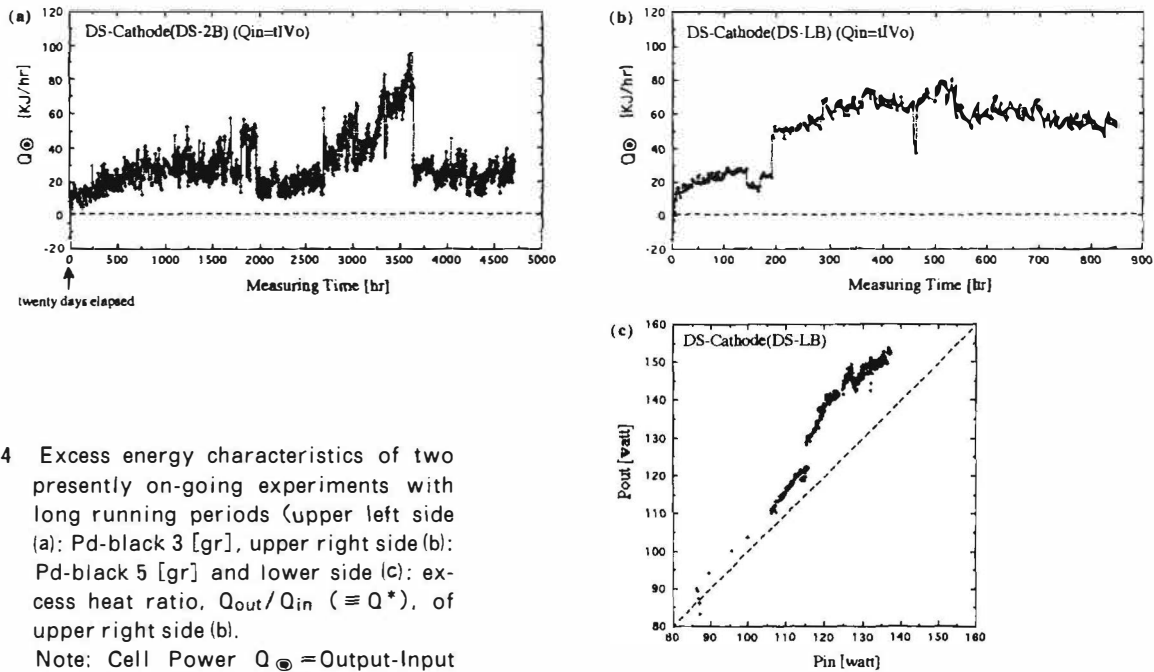 (a)
DS-Cathode(DS-2B) (Qin=tIVo)
Q◉ [KJ/hr]
120
100
80
60
40
20
0
-20
0 500 1000 1500 2000 2500 3000 3500 4000 4500 5000
Measuring Time [hr]
twenty days elapsed
(b)
DS-Cathode(DS-LB) (Qin=tIVo)
Q◉ [KJ/hr]
120
100
80
60
40
20
0
-20
0 100 200 300 400 500 600 700 800 900
Measuring Time [hr]
(c)
DS-Cathode(DS-LB)
Pout [watt]
160
150
140
130
120
110
100
90
80
80 90 100 110 120 130 140 150 160
Pin [watt]
4 Excess energy characteristics of two
presently on-going experiments with
long running periods (upper left side
(a): Pd-black 3 [gr], upper right side (b):
Pd-black 5 [gr] and lower side (c): ex-
cess heat ratio, Qout/Qin (≡Q*), of
upper right side (b).
Note: Cell Power Q◉=Output-Input